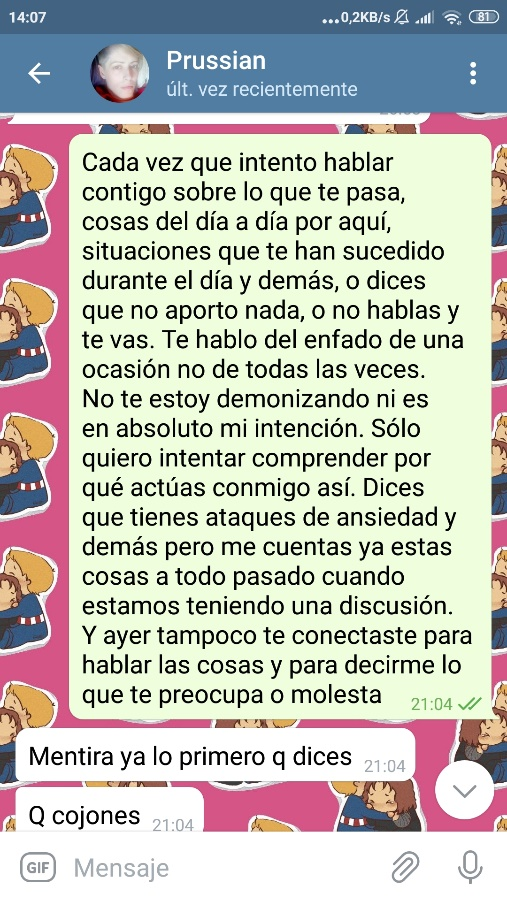 14:07
...0,2KB/s
81
Prussian
últ. vez recientemente
Cada vez que intento hablar
contigo sobre lo que te pasa,
cosas del día a día por aquí,
situaciones que te han sucedido
durante el día y demás, o dices
que no aporto nada, o no hablas y
te vas. Te hablo del enfado de una
ocasión no de todas las veces.
No te estoy demonizando ni es
en absoluto mi intención. Sólo
quiero intentar comprender por
qué actúas conmigo así. Dices
que tienes ataques de ansiedad y
demás pero me cuentas ya estas
cosas a todo pasado cuando
estamos teniendo una discusión.
Y ayer tampoco te conectaste para
hablar las cosas y para decirme lo
que te preocupa o molesta 21:04
Mentira ya lo primero q dices 21:04
Q cojones 21:04
GIF Mensaje